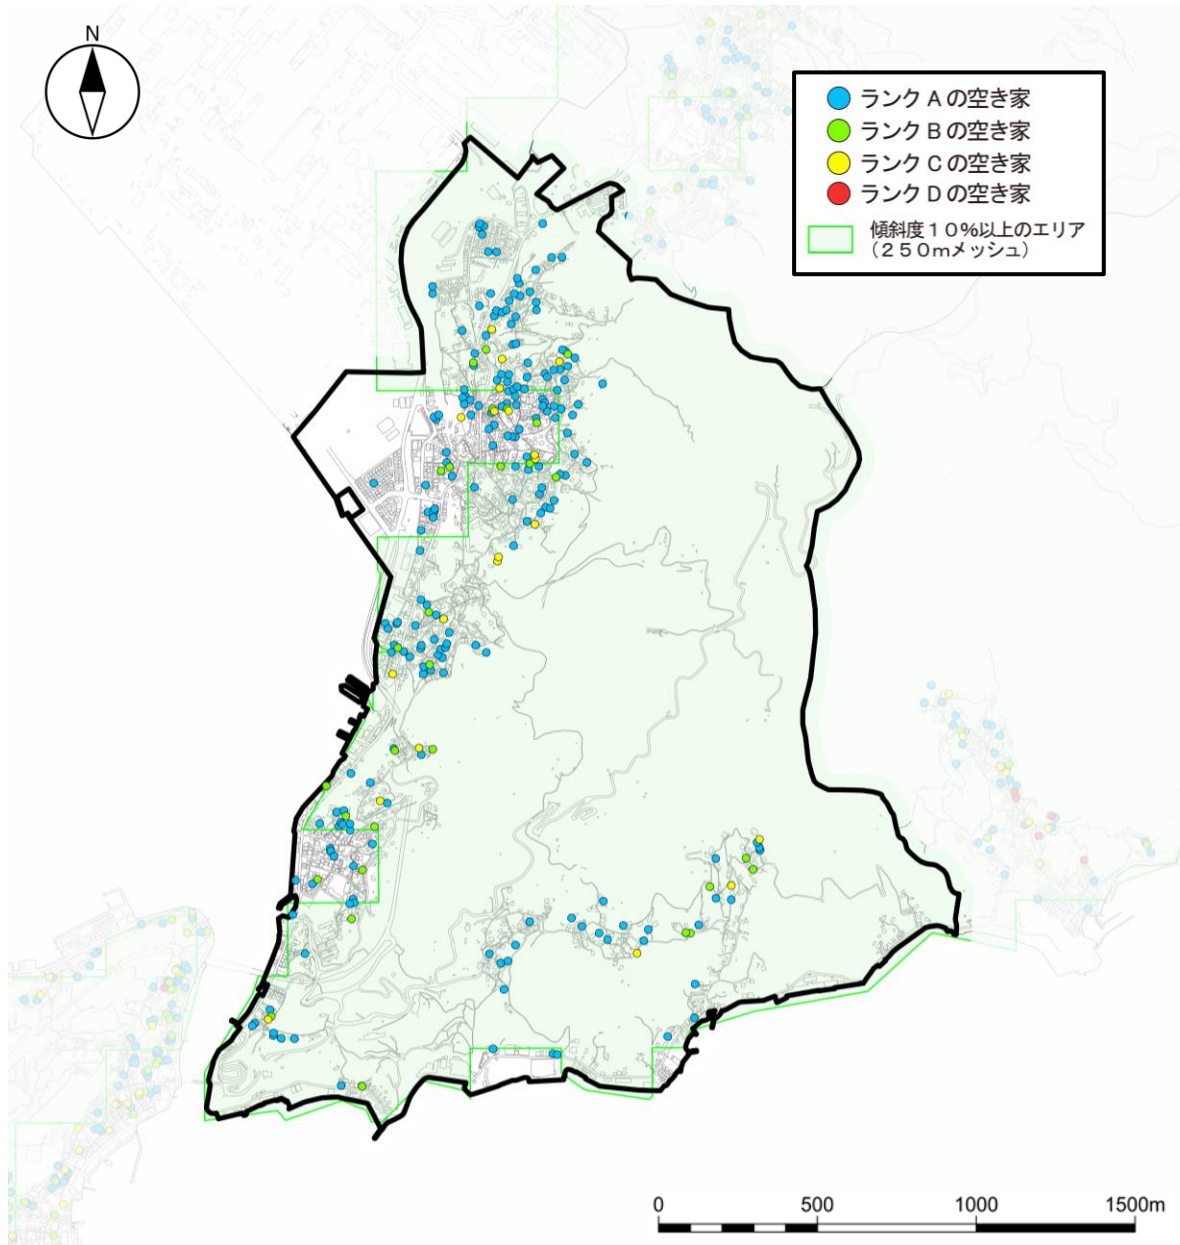 N
ランクAの空き家
ランクBの空き家
ランクCの空き家
ランクDの空き家
傾斜度10%以上のエリア
(250mメッシュ)
0 500 1000 1500m